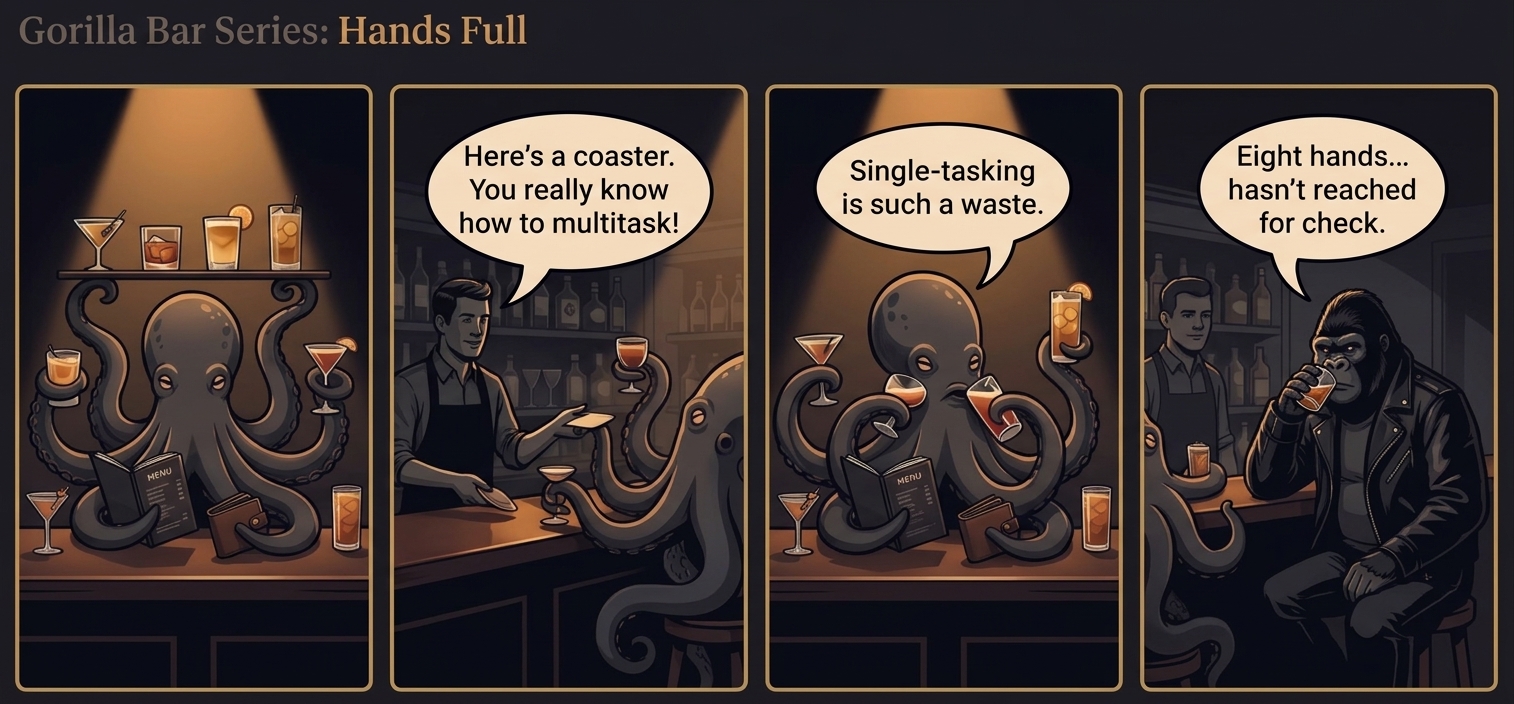 Gorilla Bar Series: Hands Full
MENU
Here's a coaster.
You really know
how to multitask!
Single-tasking
is such a waste.
MENU
Eight hands...
hasn't reached
for check.